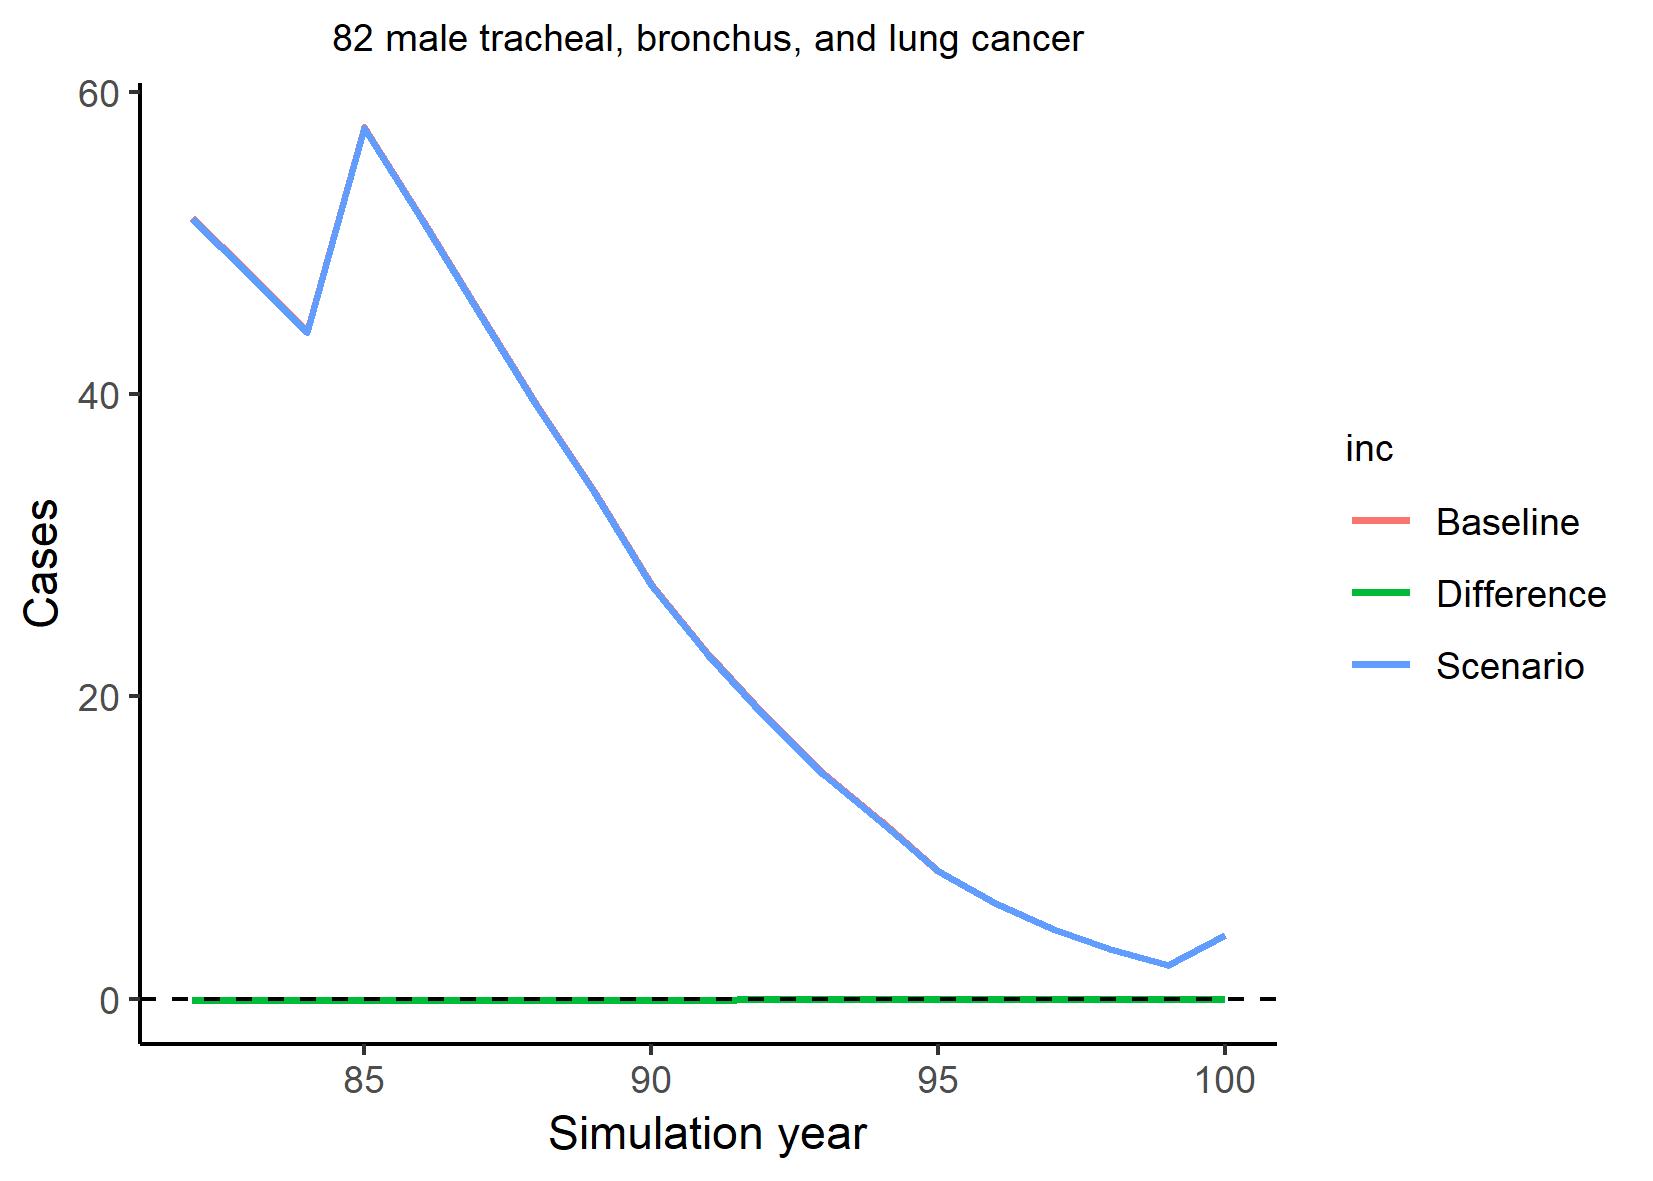 82 male tracheal, bronchus, and lung cancer
60
40
20
0
Cases
85 90 95 100
Simulation year
inc
Baseline
Difference
Scenario